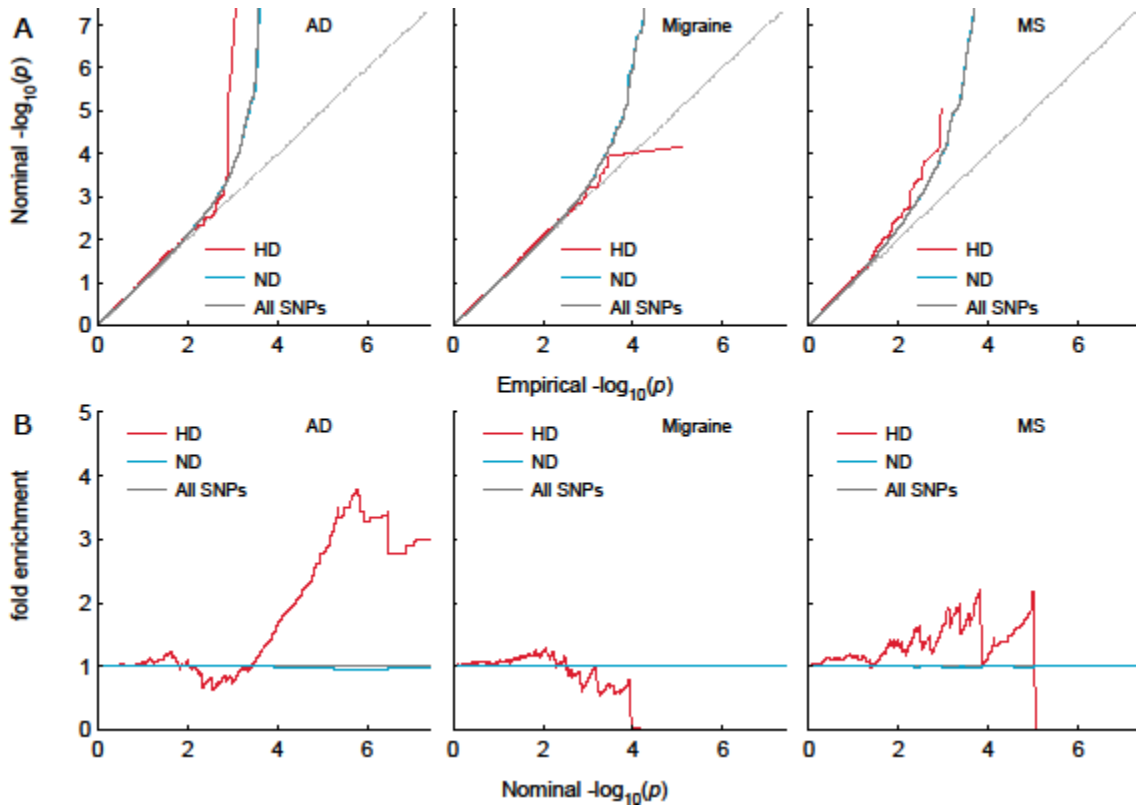 A
AD
Migraine
MS
Nominal -log10(p)
7
6
5
4
3
2
1
0
HD
ND
All SNPs
HD
ND
All SNPs
HD
ND
All SNPs
0 2 4 6
0 2 4 6
0 2 4 6
Empirical -log10(p)
B
AD
Migraine
MS
fold enrichment
5
4
3
2
1
0
HD
ND
All SNPs
HD
ND
All SNPs
HD
ND
All SNPs
0 2 4 6
0 2 4 6
0 2 4 6
Nominal -log10(p)